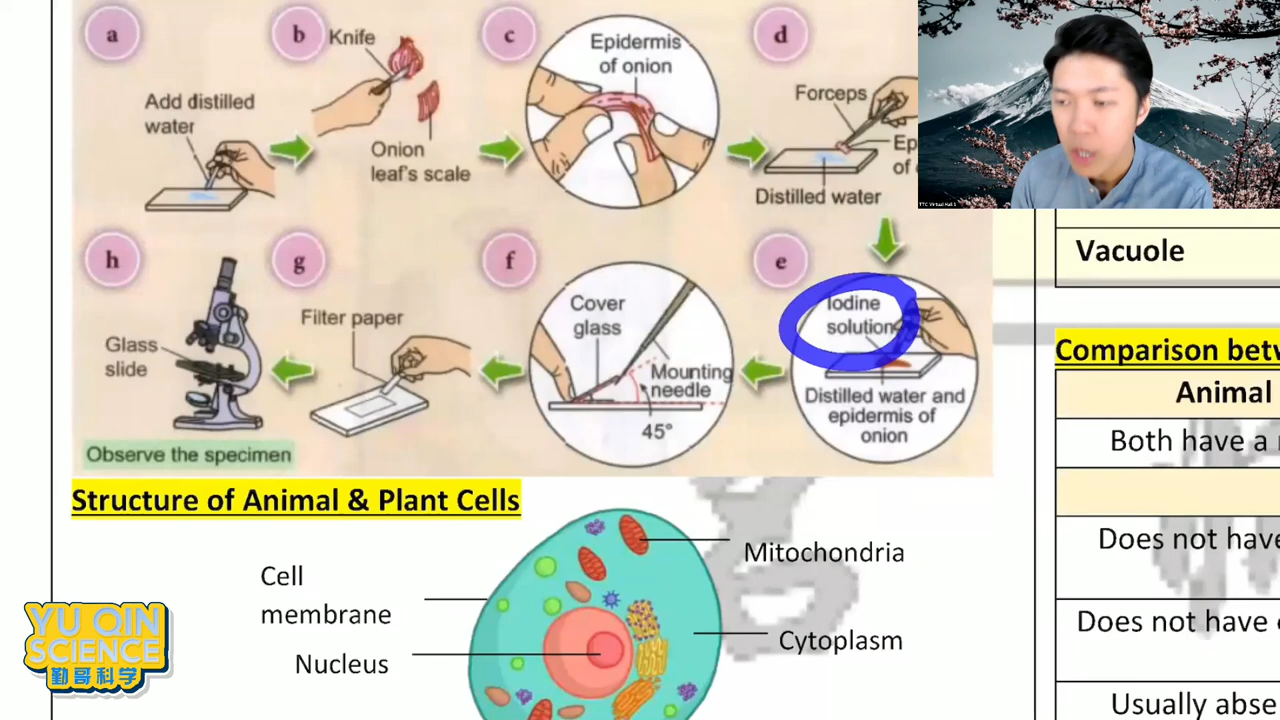 a
b
c
d
Knife
Epidermis
of onion
Add distilled
water
Forceps
Onion
leaf's scale
Distilled water
h
g
f
e
Iodine
solution
Cover
glass
Filter paper
Glass
slide
Mounting
needle
45°
Distilled water and
epidermis of
onion
Observe the specimen
Structure of Animal & Plant Cells
Mitochondria
Cell
membrane
Cytoplasm
Nucleus
Vacuole
Animal
Both have a
Does not have
Does not have
Usually
YU QIN
SCIENCE
勤哥科学